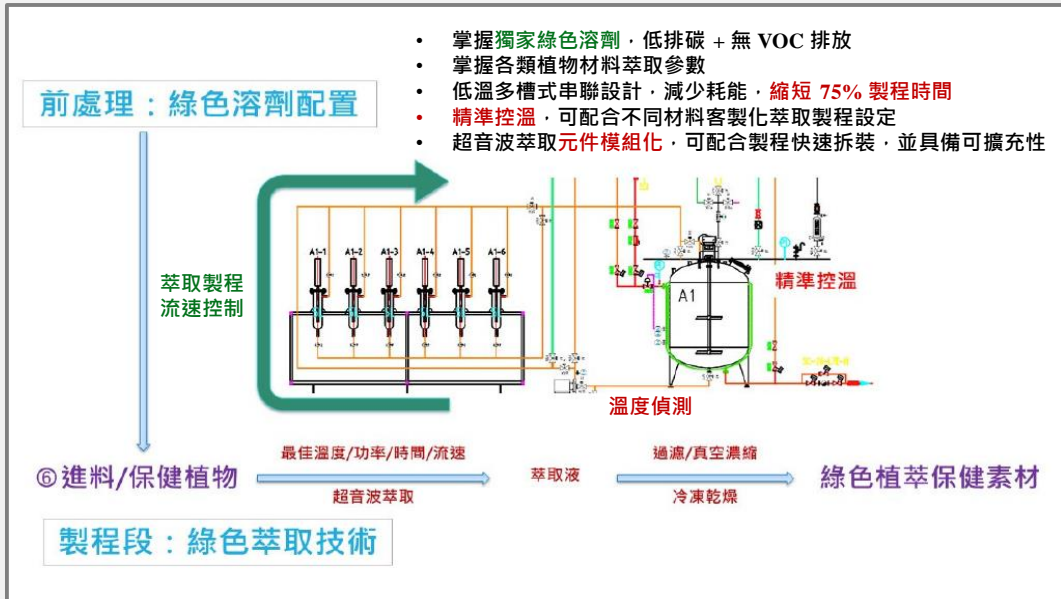 • 掌握獨家綠色溶劑，低排碳 + 無 VOC 排放
• 掌握各類植物材料萃取參數
• 低溫多槽式串聯設計，減少耗能，縮短 75% 製程時間
• 精準控溫，可配合不同材料客製化萃取製程設定
• 超音波萃取元件模組化，可配合製程快速拆裝，並具備可擴充性
前處理：綠色溶劑配置
萃取製程
流速控制
A1-1 A1-2 A1-3 A1-4 A1-5 A1-6
A1
精準控溫
溫度偵測
⑥進料/保健植物
最佳溫度/功率/時間/流速
超音波萃取
萃取液
過濾/真空濃縮
冷凍乾燥
綠色植萃保健素材
製程段：綠色萃取技術